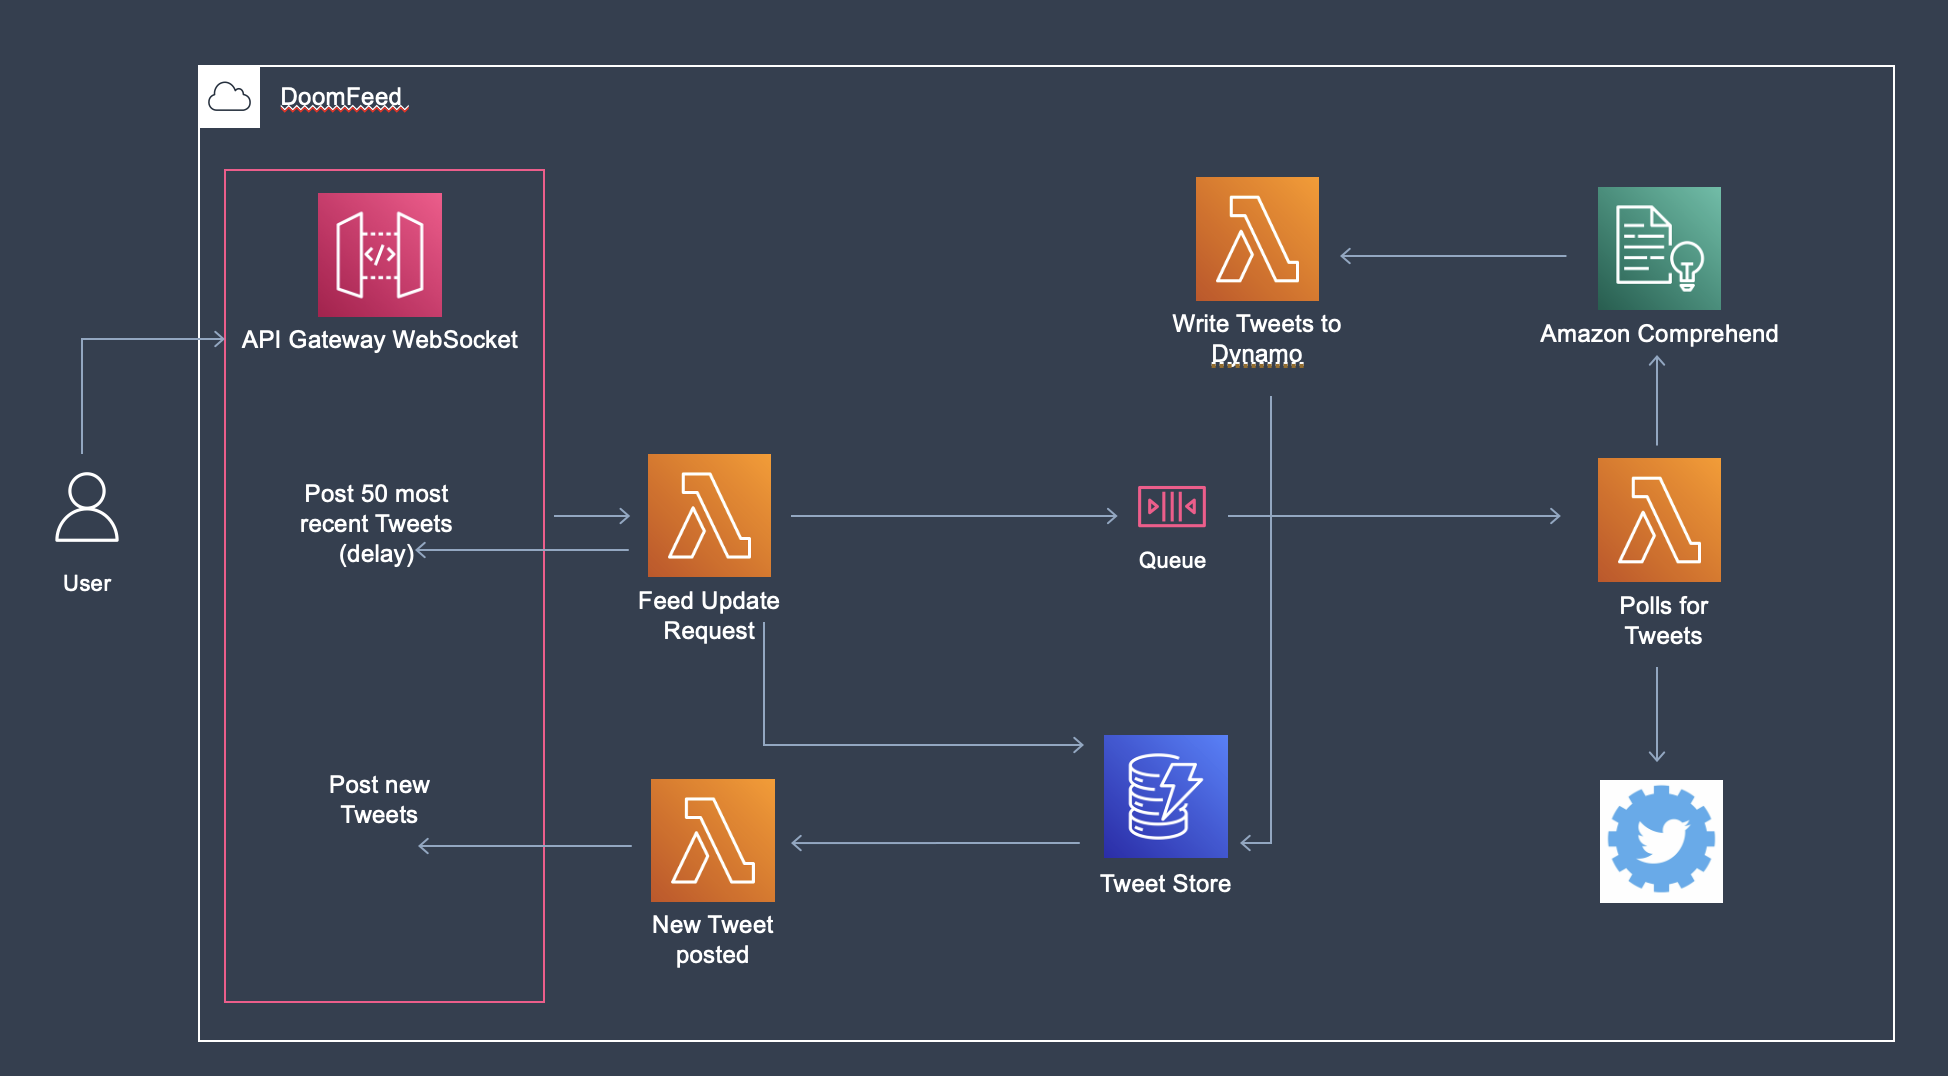 DoomFeed
API Gateway WebSocket
Write Tweets to
Dynamo
Amazon Comprehend
Post 50 most
recent Tweets
(delay)
User
Feed Update
Request
Queue
Polls for
Tweets
Post new
Tweets
New Tweet
posted
Tweet Store